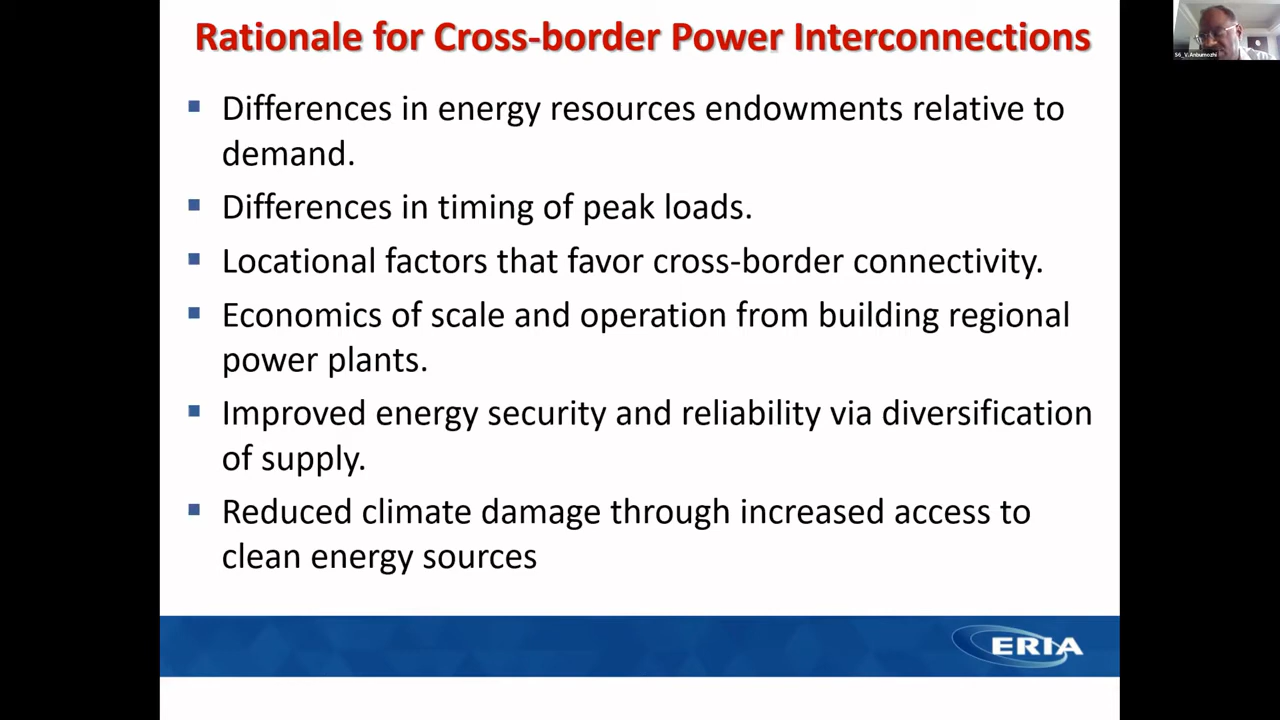 Rationale for Cross-border Power Interconnections
S6_V.Anbumozhi
▪ Differences in energy resources endowments relative to
demand.
▪ Differences in timing of peak loads.
▪ Locational factors that favor cross-border connectivity.
▪ Economics of scale and operation from building regional
power plants.
▪ Improved energy security and reliability via diversification
of supply.
▪ Reduced climate damage through increased access to
clean energy sources
ERIA